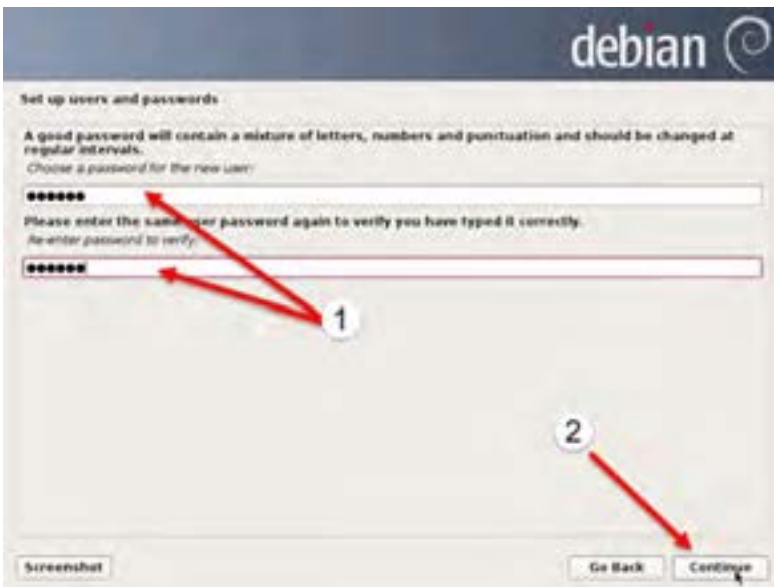 debian
Set up users and passwords
A good password will contain a mixture of letters, numbers and punctuation and should be changed at
regular intervals.
Choose a password for the new user:
●●●●●●
Please enter the same user password again to verify you have typed it correctly.
Re-enter password to verify:
●●●●●●
1
2
Screenshot
Go Back
Continue